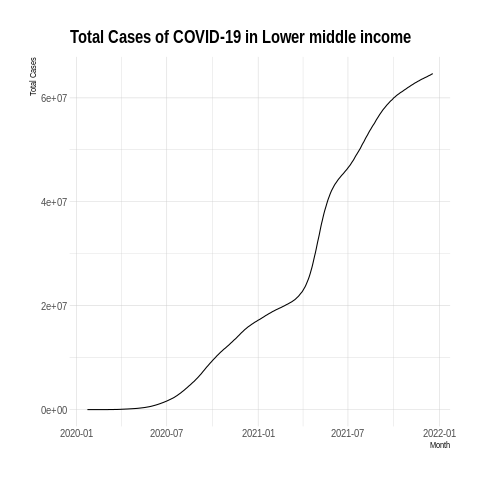 Total Cases of COVID-19 in Lower middle income
Total Cases
6e+07
4e+07
2e+07
0e+00
2020-01 2020-07 2021-01 2021-07 2022-01
Month